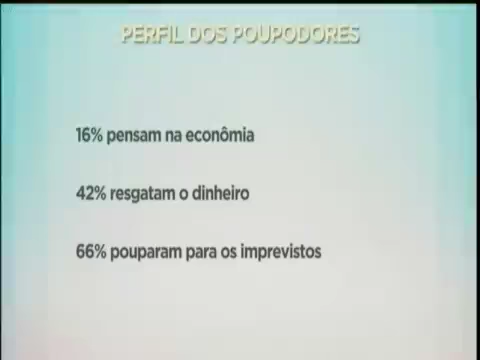 PERFIL DOS POUPODORES
16% pensam na econômia
42% resgatam o dinheiro
66% pouparam para os imprevistos